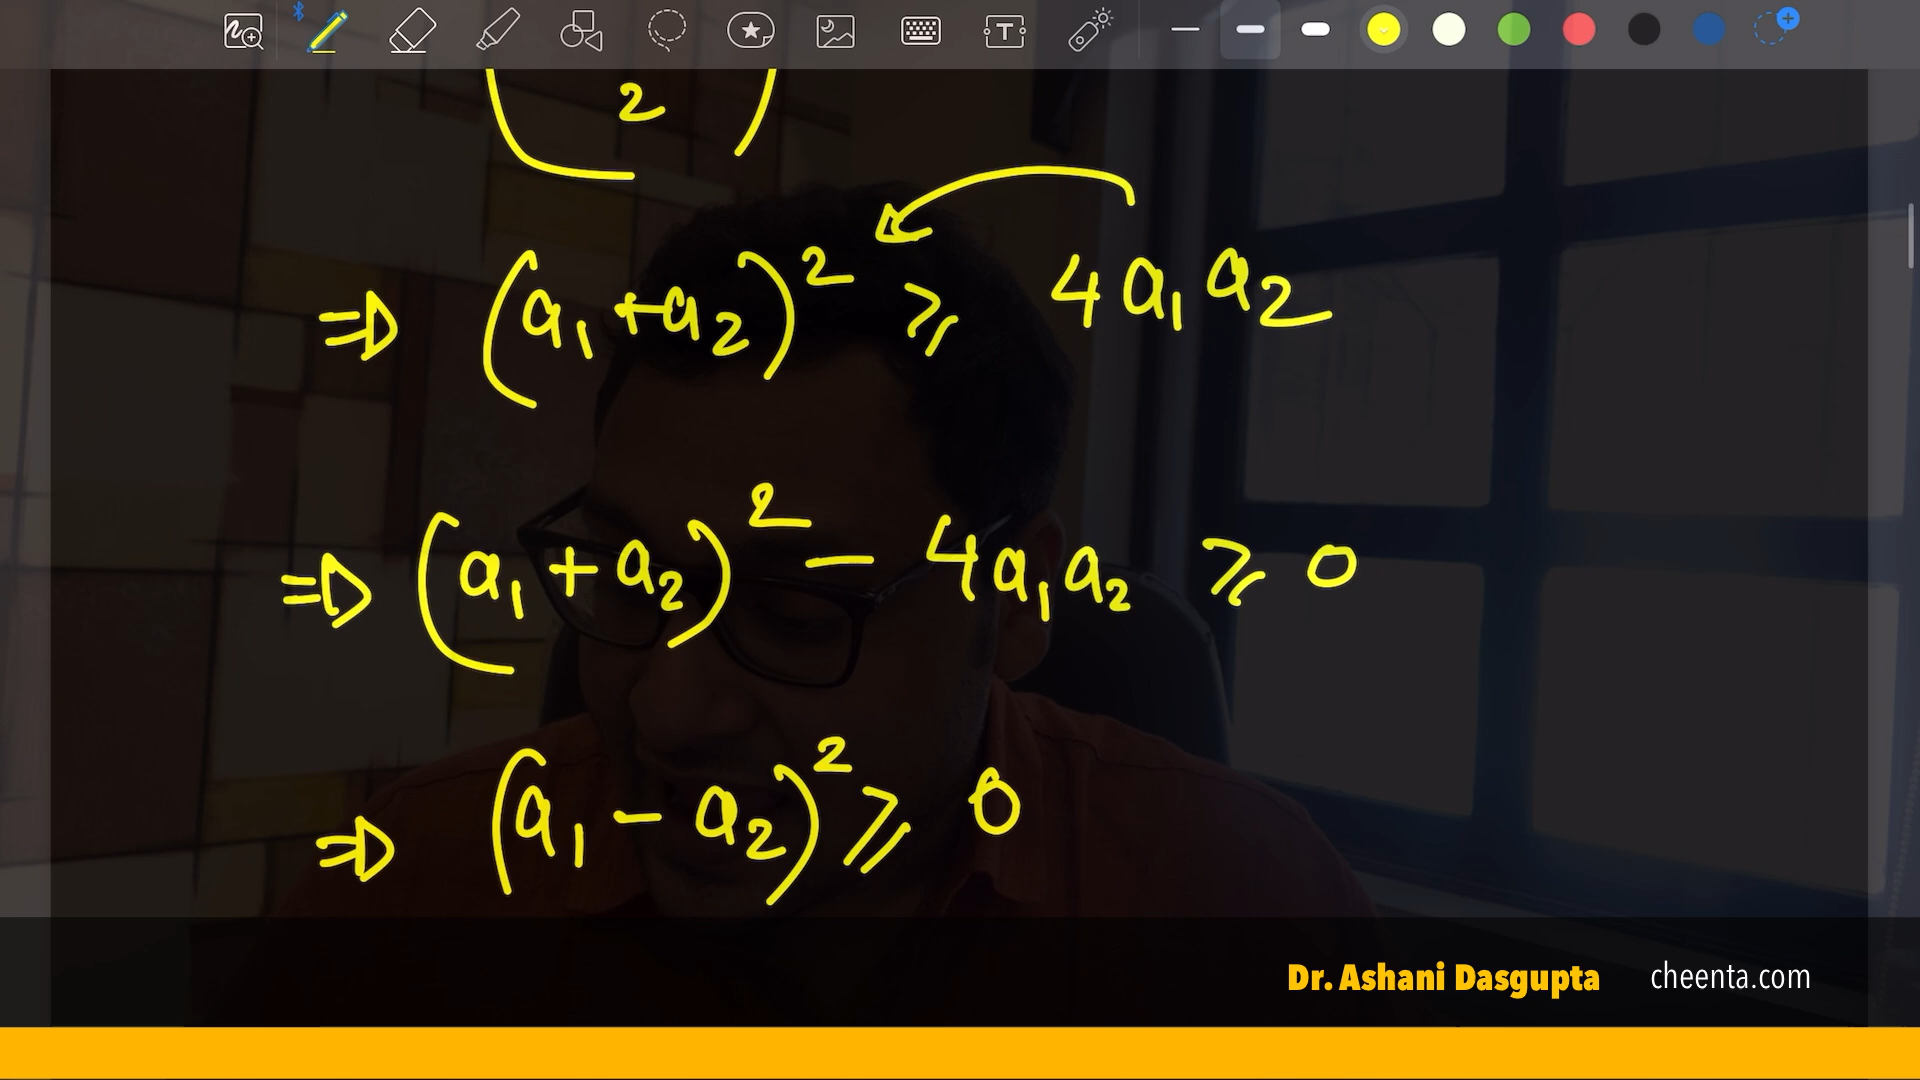 2
⇒ (a₁ + a₂)² ≥ 4a₁a₂
⇒ (a₁ + a₂)² − 4a₁a₂ ≥ 0
⇒ (a₁ − a₂)² ≥ 0
Dr. Ashani Dasgupta cheenta.com